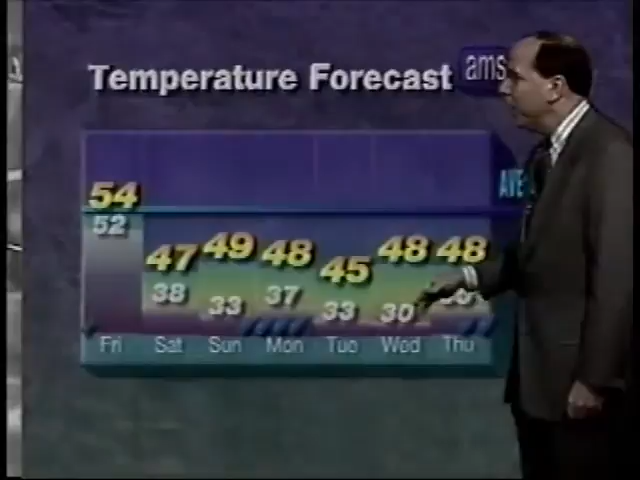 Temperature Forecast ams
AVE
54 47 49 48 45 48 48
52 38 33 37 33 30
Fri Sat Sun Mon Tue Wed Thu